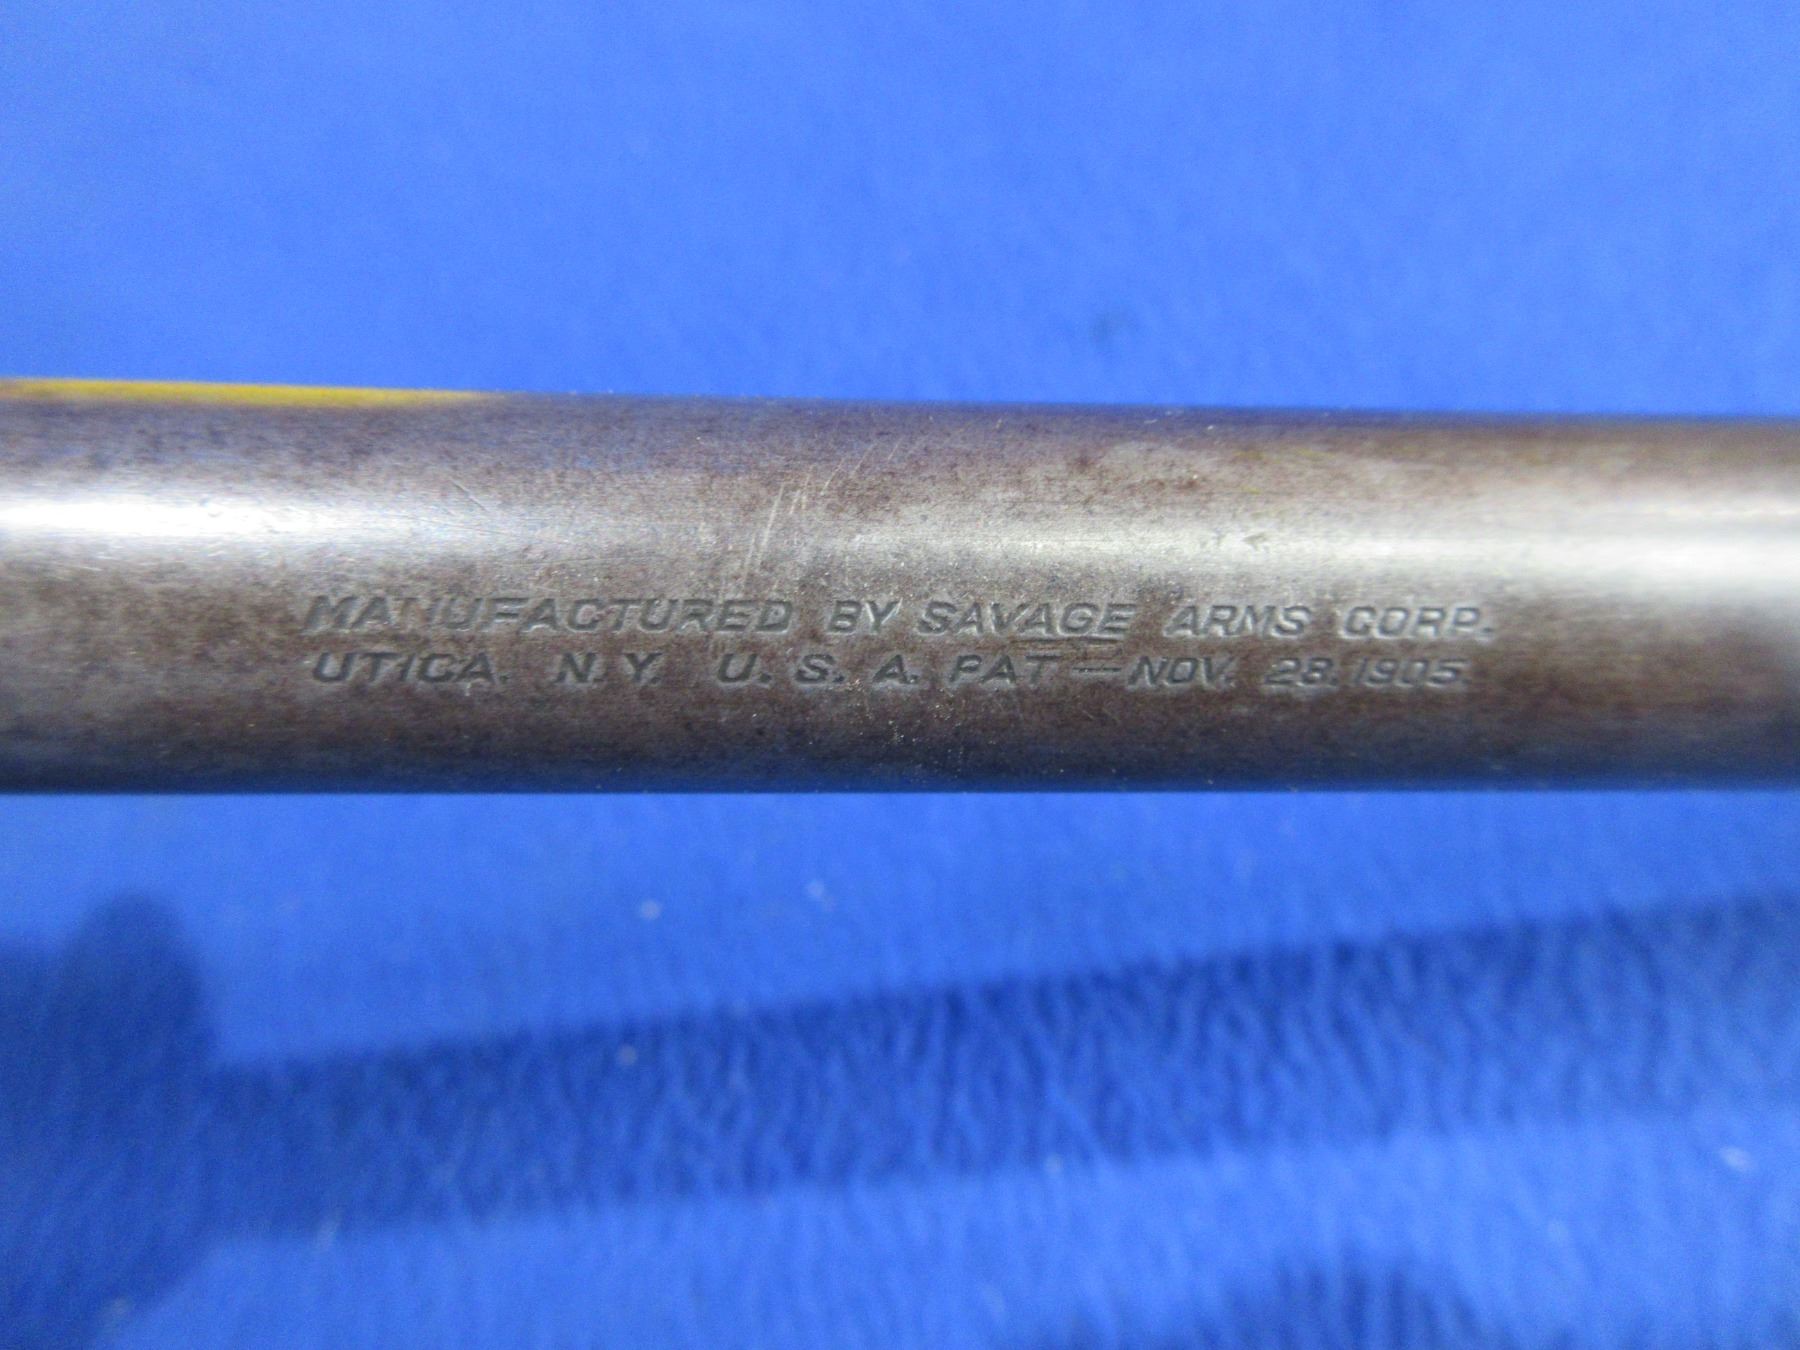 MANUFACTURED BY SAVAGE ARMS CORP.
UTICA. N.Y. U.S.A. PAT—NOV. 28.1905